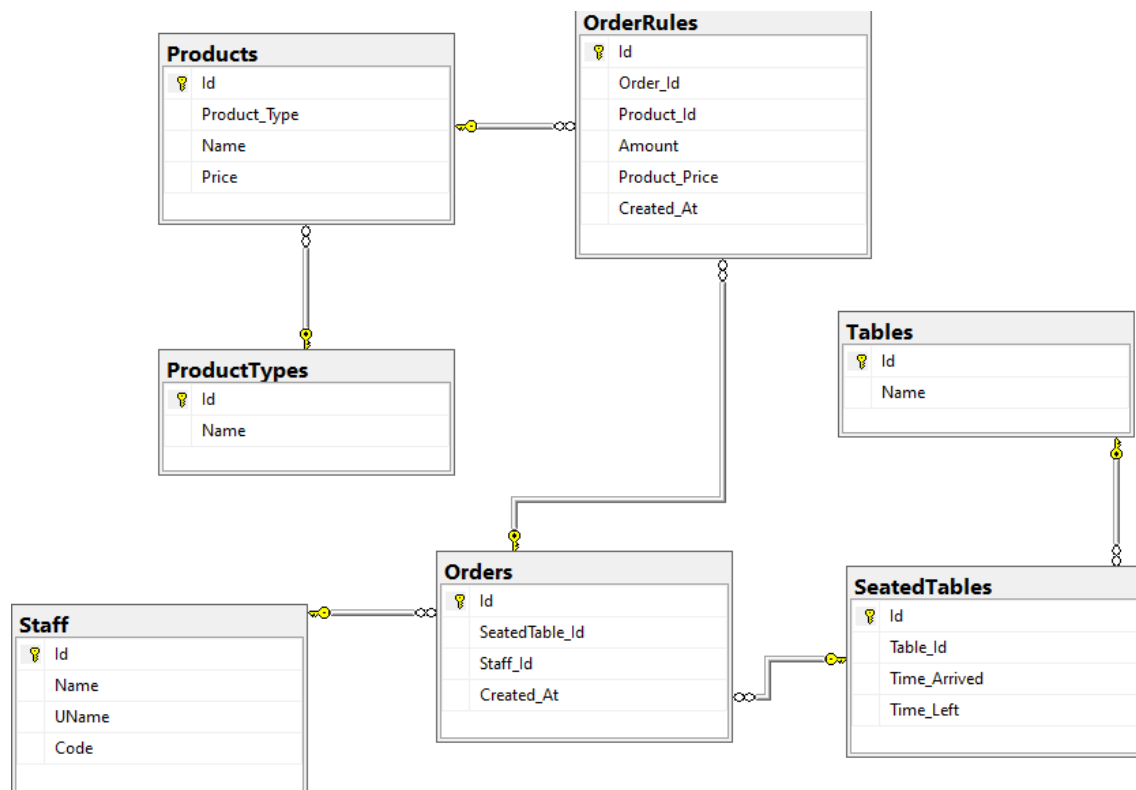 Products
Id
Product_Type
Name
Price
OrderRules
Id
Order_Id
Product_Id
Amount
Product_Price
Created_At
ProductTypes
Id
Name
Tables
Id
Name
Orders
Id
SeatedTable_Id
Staff_Id
Created_At
SeatedTables
Id
Table_Id
Time_Arrived
Time_Left
Staff
Id
Name
UName
Code